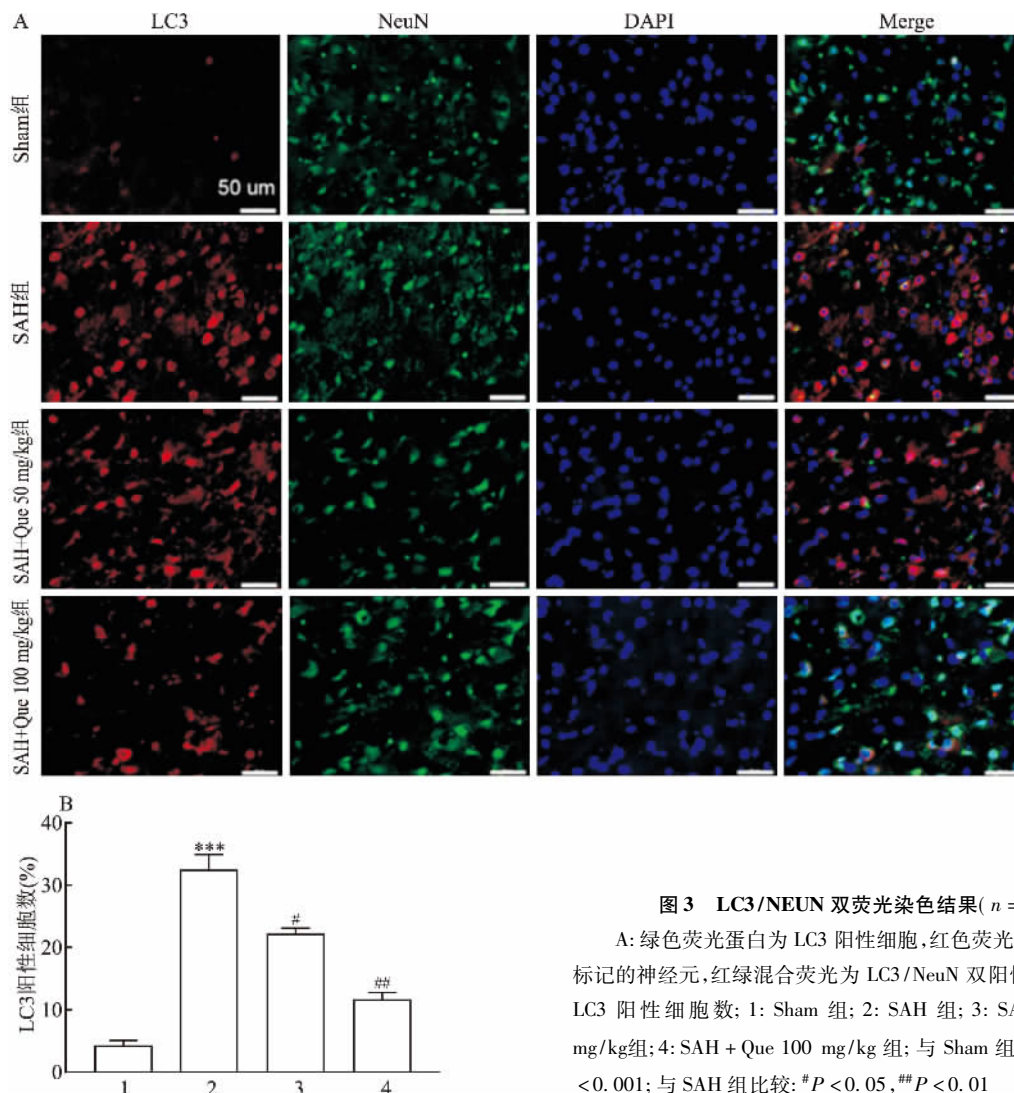 A
LC3 NeuN DAPI Merge
Sham组
50 um
SAH组
SAH+Que 50 mg/kg组
SAH+Que 100 mg/kg组
B
LC3阳性细胞数(%)
40
30
20
10
0
***
#
##
1 2 3 4
图 3 LC3/NEUN 双荧光染色结果( n =
A: 绿色荧光蛋白为 LC3 阳性细胞,红色荧光
标记的神经元,红绿混合荧光为 LC3/NeuN 双阳性
LC3 阳性细胞数; 1: Sham 组; 2: SAH 组; 3: SA
mg/kg组; 4: SAH + Que 100 mg/kg 组; 与 Sham 组
<0. 001; 与 SAH 组比较: #P < 0. 05 , ##P < 0. 01